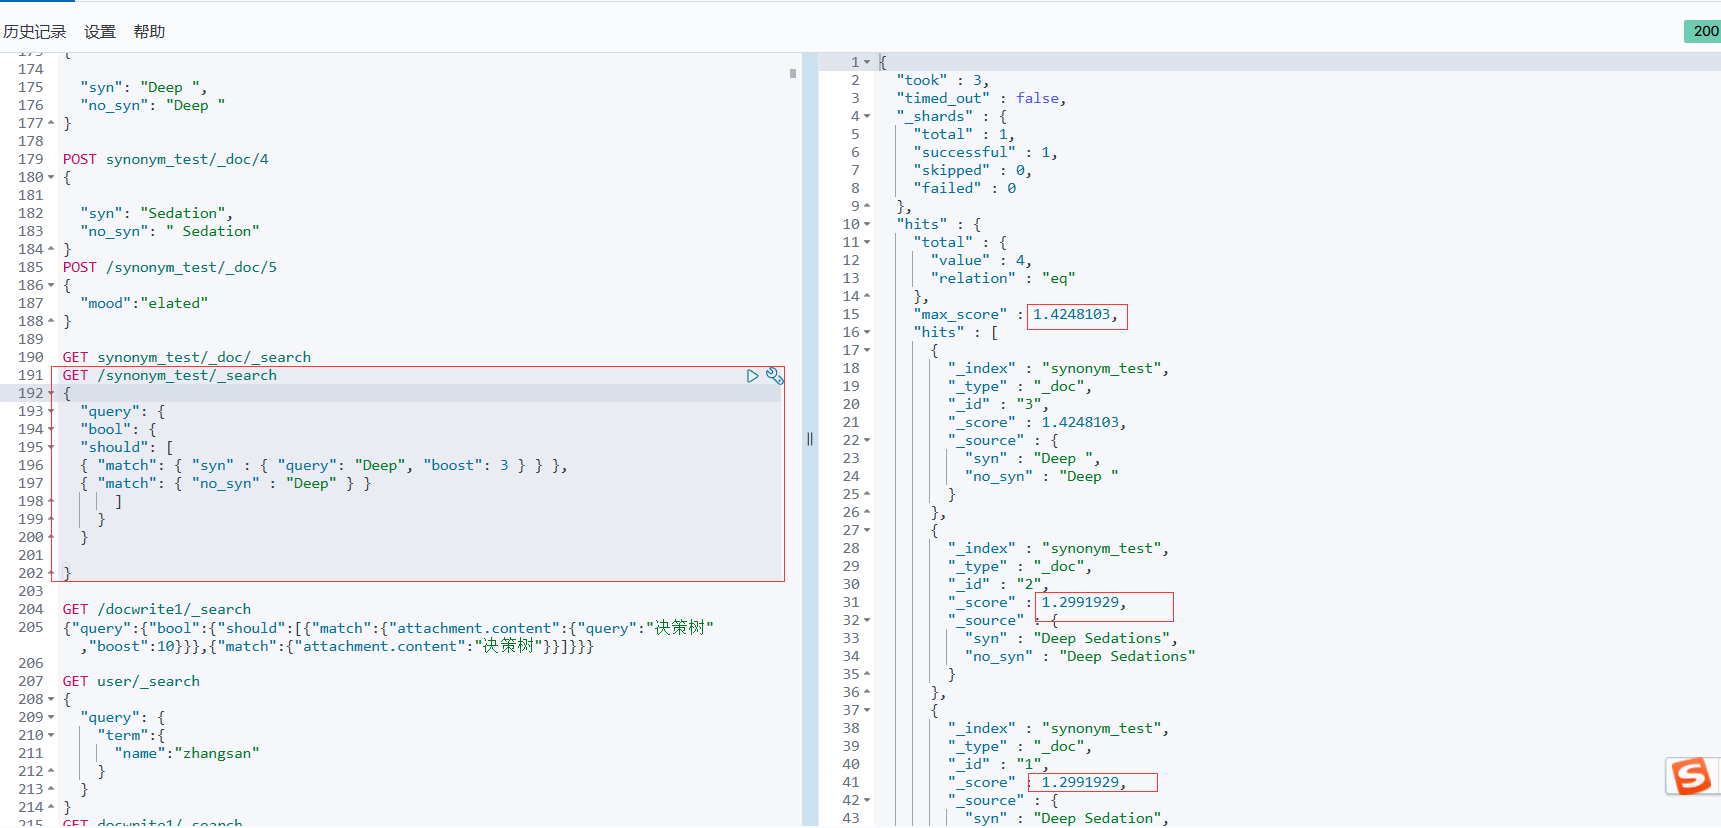 历史记录 设置 帮助
200
173 {
174
175 "syn": "Deep ",
176 "no_syn": "Deep "
177 }
178
179 POST synonym_test/_doc/4
180 {
181
182 "syn": "Sedation",
183 "no_syn": " Sedation"
184 }
185 POST /synonym_test/_doc/5
186 {
187 "mood":"elated"
188 }
189
190 GET synonym_test/_doc/_search
191 GET /synonym_test/_search
192 {
193 "query": {
194 "bool": {
195 "should": [
196 { "match": { "syn" : { "query": "Deep", "boost": 3 } } },
197 { "match": { "no_syn" : "Deep" } }
198 ]
199 }
200 }
201
202 }
203
204 GET /docwrite1/_search
205 {"query":{"bool":{"should":[{"match":{"attachment.content":{"query":"决策树"
,"boost":10}}},{"match":{"attachment.content":"决策树"}}]}}}
206
207 GET user/_search
208 {
209 "query": {
210 "term":{
211 "name":"zhangsan"
212 }
213 }
214 }
215 GET docwrite1/_search
1 {
2 "took" : 3,
3 "timed_out" : false,
4 "_shards" : {
5 "total" : 1,
6 "successful" : 1,
7 "skipped" : 0,
8 "failed" : 0
9 },
10 "hits" : {
11 "total" : {
12 "value" : 4,
13 "relation" : "eq"
14 },
15 "max_score" : 1.4248103,
16 "hits" : [
17 {
18 "_index" : "synonym_test",
19 "_type" : "_doc",
20 "_id" : "3",
21 "_score" : 1.4248103,
22 "_source" : {
23 "syn" : "Deep ",
24 "no_syn" : "Deep "
25 }
26 },
27 {
28 "_index" : "synonym_test",
29 "_type" : "_doc",
30 "_id" : "2",
31 "_score" : 1.2991929,
32 "_source" : {
33 "syn" : "Deep Sedations",
34 "no_syn" : "Deep Sedations"
35 }
36 },
37 {
38 "_index" : "synonym_test",
39 "_type" : "_doc",
40 "_id" : "1",
41 "_score" : 1.2991929,
42 "_source" : {
43 "syn" : "Deep Sedation",